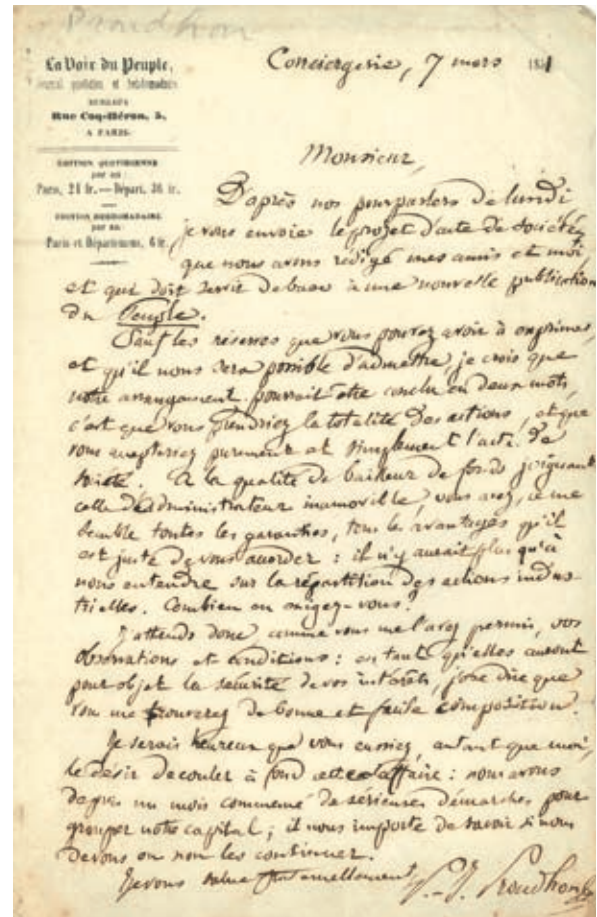 Proudhon
La Voix du Peuple,
Journal quotidien et hebdomadaire
BUREAUX
Rue Coq-Héron, 5,
A PARIS.
ÉDITION QUOTIDIENNE
par an :
Paris, 24 fr. — Départ. 36 fr.
ÉDITION HEBDOMADAIRE
par an :
Paris et Départements, 6 fr.
Conciergerie, 7 mars 1851
Monsieur,
D'après nos pourparlers de lundi,
je vous envoie le projet d'acte de société
que nous avons rédigé mes amis et moi,
et qui doit servir de base à une nouvelle publication
du Peuple.
Sauf les réserves que vous pouvez avoir à exprimer,
et qu'il nous sera possible d'admettre, je crois que
notre arrangement pourrait être conclu en deux mots,
c'est que vous prendriez la totalité des actions, et que
vous accepteriez purement et simplement l'acte de
société. A la qualité de bailleur de fonds joignant
celle d'administrateur inamovible, vous avez, ce me
semble toutes les garanties, tous les avantages qu'il
est juste de vous accorder : il n'y aurait plus qu'à
nous entendre sur la répartition des actions indus-
trielles. Combien en exigez-vous ?
J'attends donc, comme vous me l'avez permis, vos
observations et conditions : en tant qu'elles auront
pour objet la sécurité de vos intérêts, j'ose dire que
vous me trouverez de bonne et facile composition.
Je serais heureux que vous eussiez, autant que moi,
le désir de couler à fond cette affaire : nous avons
depuis un mois commencé de sérieuses démarches pour
grouper notre capital ; il nous importe de savoir si nous
devons ou non les continuer.
Je vous salue fraternellement
P.-J. Proudhon